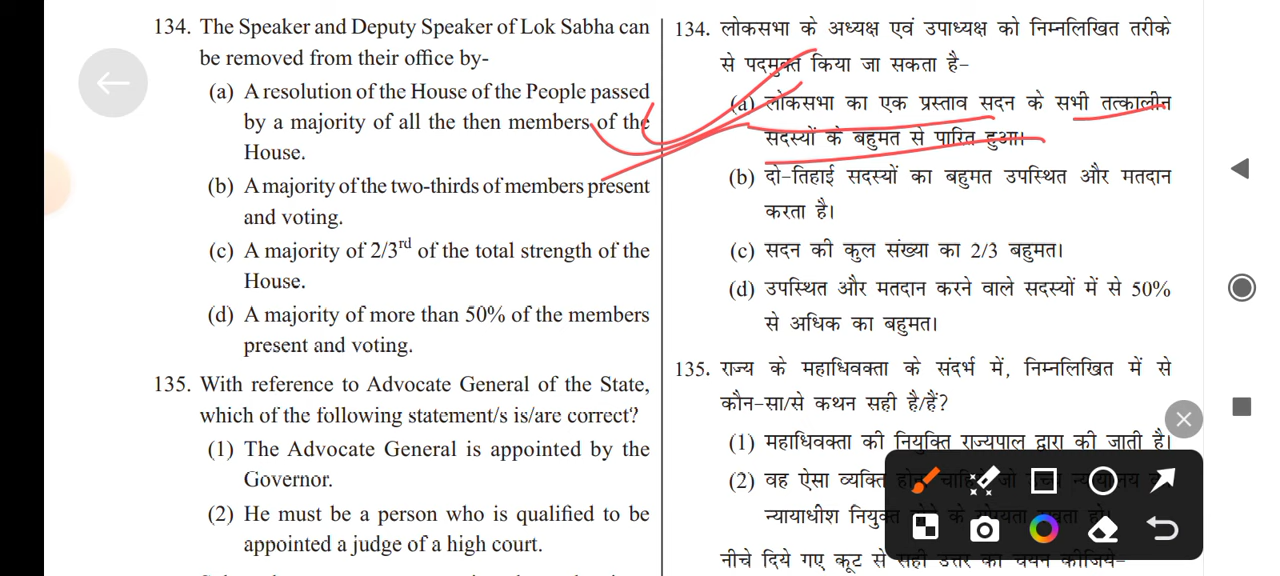 134. The Speaker and Deputy Speaker of Lok Sabha can
be removed from their office by-
(a) A resolution of the House of the People passed
by a majority of all the then members of the
House.
(b) A majority of the two-thirds of members present
and voting.
(c) A majority of 2/3rd of the total strength of the
House.
(d) A majority of more than 50% of the members
present and voting.
135. With reference to Advocate General of the State,
which of the following statement/s is/are correct?
(1) The Advocate General is appointed by the
Governor.
(2) He must be a person who is qualified to be
appointed a judge of a high court.
134. लोकसभा के अध्यक्ष एवं उपाध्यक्ष को निम्नलिखित तरीके
से पदमुक्त किया जा सकता है-
(a) लोकसभा का एक प्रस्ताव सदन के सभी तत्कालीन
सदस्यों के बहुमत से पारित हुआ।
(b) दो-तिहाई सदस्यों का बहुमत उपस्थित और मतदान
करता है।
(c) सदन की कुल संख्या का 2/3 बहुमत।
(d) उपस्थित और मतदान करने वाले सदस्यों में से 50%
से अधिक का बहुमत।
135. राज्य के महाधिवक्ता के संदर्भ में, निम्नलिखित में से
कौन-सा/से कथन सही है/हैं?
(1) महाधिवक्ता की नियुक्ति राज्यपाल द्वारा की जाती है।
(2) वह ऐसा व्यक्ति
न्यायाधीश नियुक्त
नीचे दिये गए कूट से सही उत्तर का चयन कीजिये-